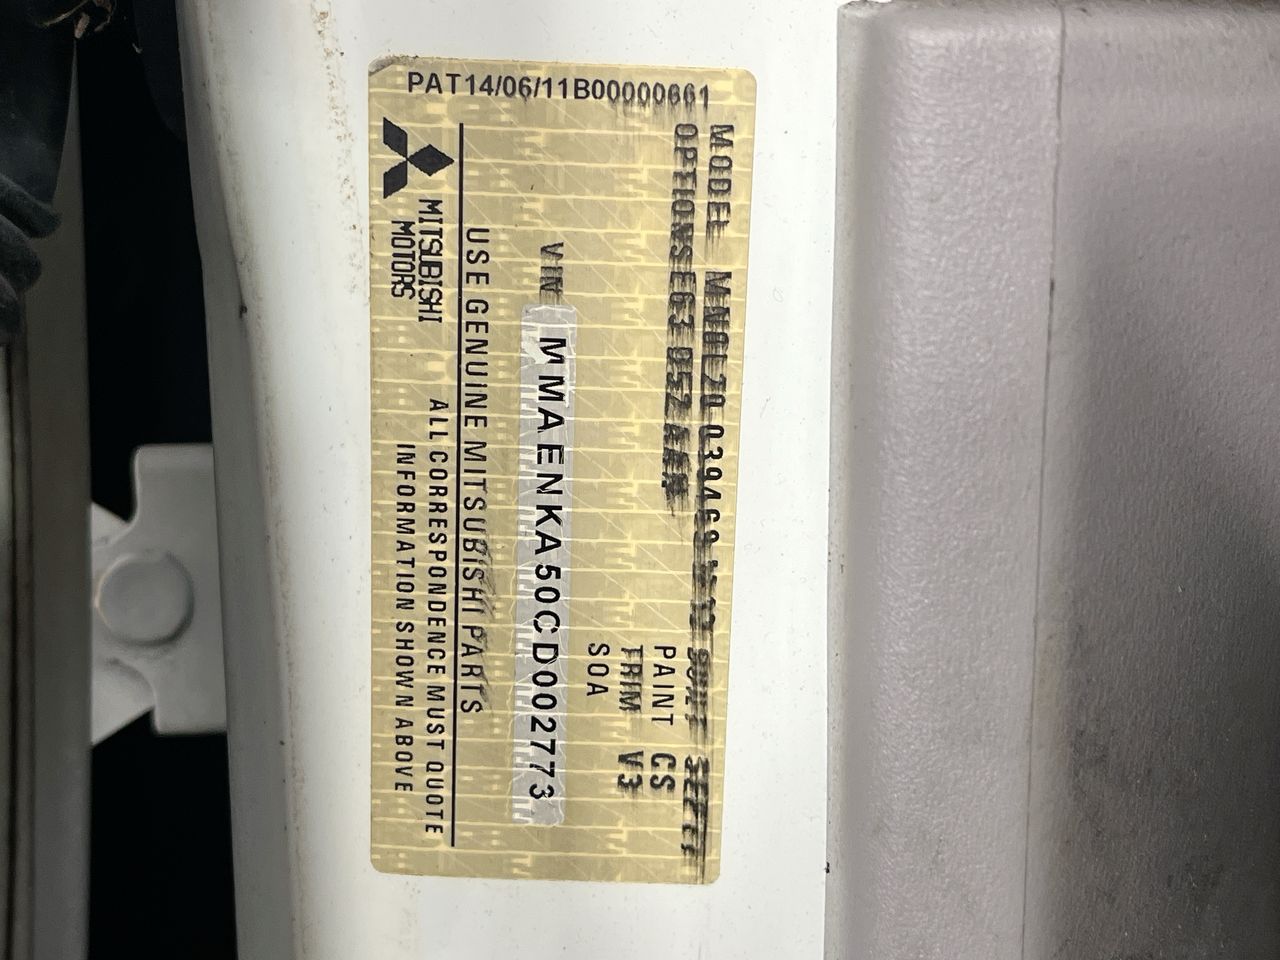 PAT14/06/11B00000661
MODEL
PAINT CS
TRIM V3
SOA
VIN MMAENKA50CD002773
USE GENUINE MITSUBISHI PARTS
MITSUBISHI MOTORS
ALL CORRESPONDENCE MUST QUOTE
INFORMATION SHOWN ABOVE